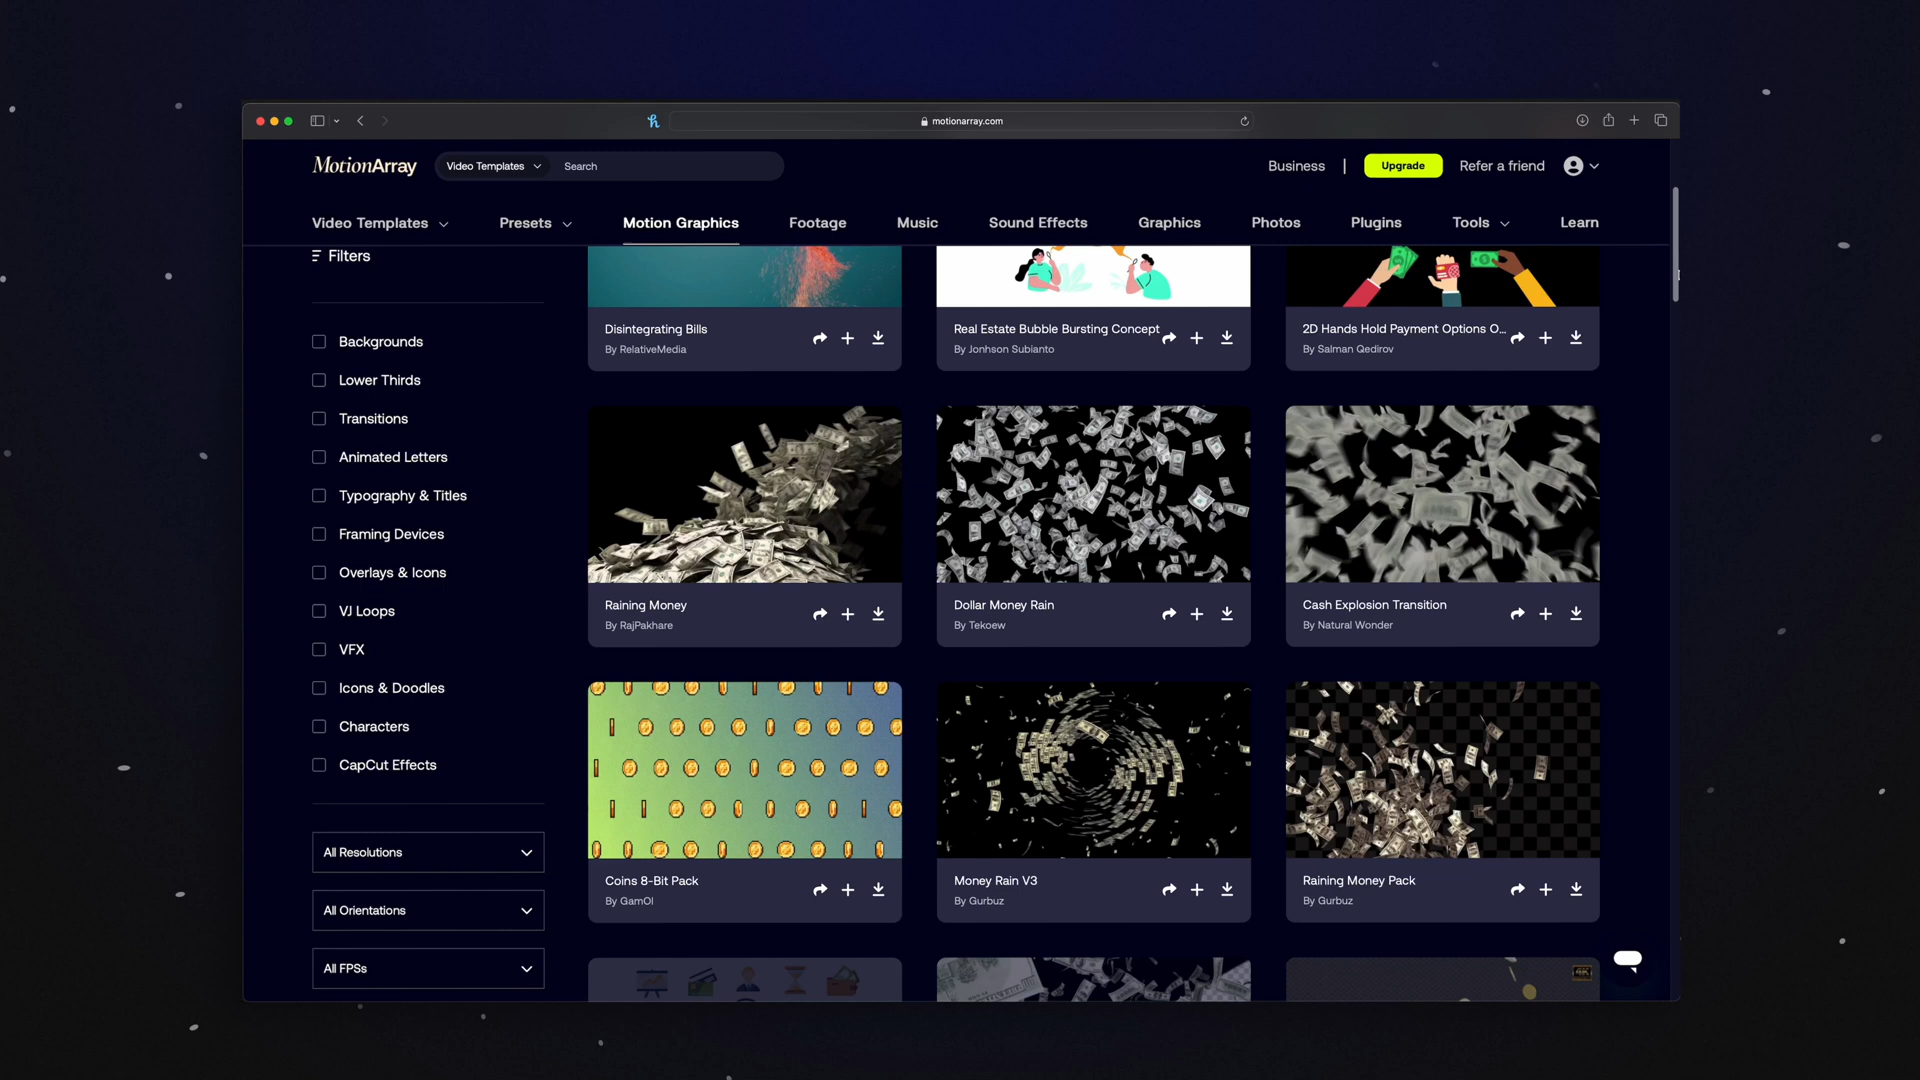 motionarray.com
MotionArray
Video Templates
Search
Business
Upgrade
Refer a friend
Video Templates
Presets
Motion Graphics
Footage
Music
Sound Effects
Graphics
Photos
Plugins
Tools
Learn
Filters
Backgrounds
Lower Thirds
Transitions
Animated Letters
Typography & Titles
Framing Devices
Overlays & Icons
VJ Loops
VFX
Icons & Doodles
Characters
CapCut Effects
All Resolutions
All Orientations
All FPSs
Disintegrating Bills
By RelativeMedia
Real Estate Bubble Bursting Concept
By Jonhson Subianto
2D Hands Hold Payment Options O...
By Salman Qedirov
Raining Money
By RajPakhare
Dollar Money Rain
By Tekoew
Cash Explosion Transition
By Natural Wonder
Coins 8-Bit Pack
By GamOl
Money Rain V3
By Gurbuz
Raining Money Pack
By Gurbuz
4K